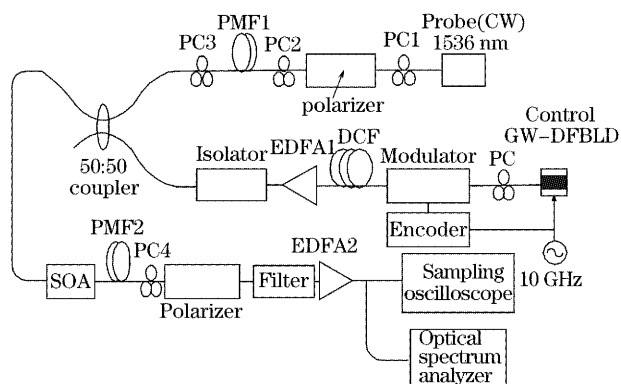 PMF1
Probe(CW)
PC3
PC2
PC1
1536 nm
polarizer
Control
GW-DFBLD
50:50
coupler
Isolator
EDFA1
DCF
Modulator
PC
Encoder
PMF2
PC4
EDFA2
10 GHz
SOA
Polarizer
Filter
Sampling
oscilloscope
Optical
spectrum
analyzer